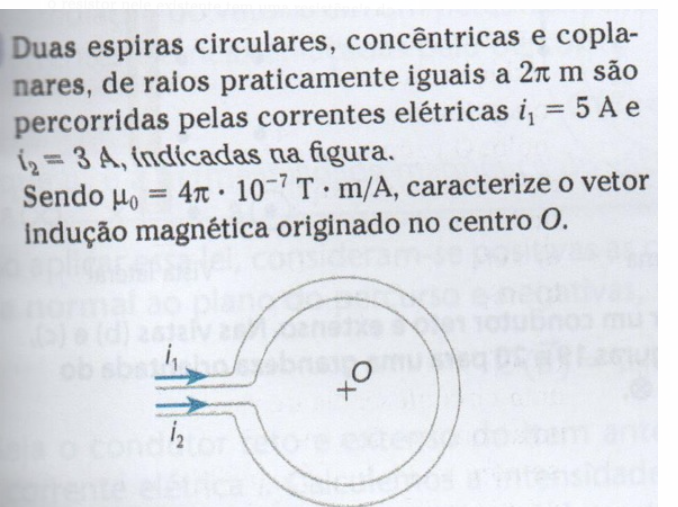 Duas espiras circulares, concêntricas e copla-
nares, de raios praticamente iguais a 2π m são
percorridas pelas correntes elétricas i₁ = 5 A e
i₂ = 3 A, indicadas na figura.
Sendo μ₀ = 4π · 10⁻⁷ T · m/A, caracterize o vetor
indução magnética originado no centro O.
i₁
O
i₂